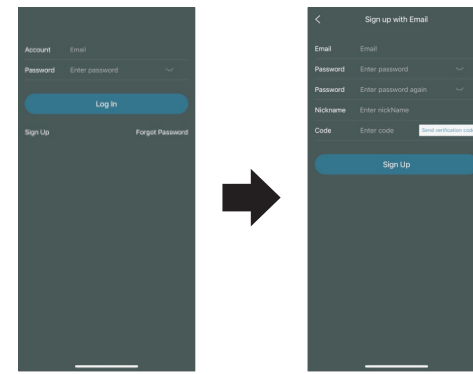 Account Email
Password Enter password
Log In
Sign Up Forgot Password
Sign up with Email
Email Email
Password Enter password
Password Enter password again
Nickname Enter nickName
Code Enter code Send verification code
Sign Up